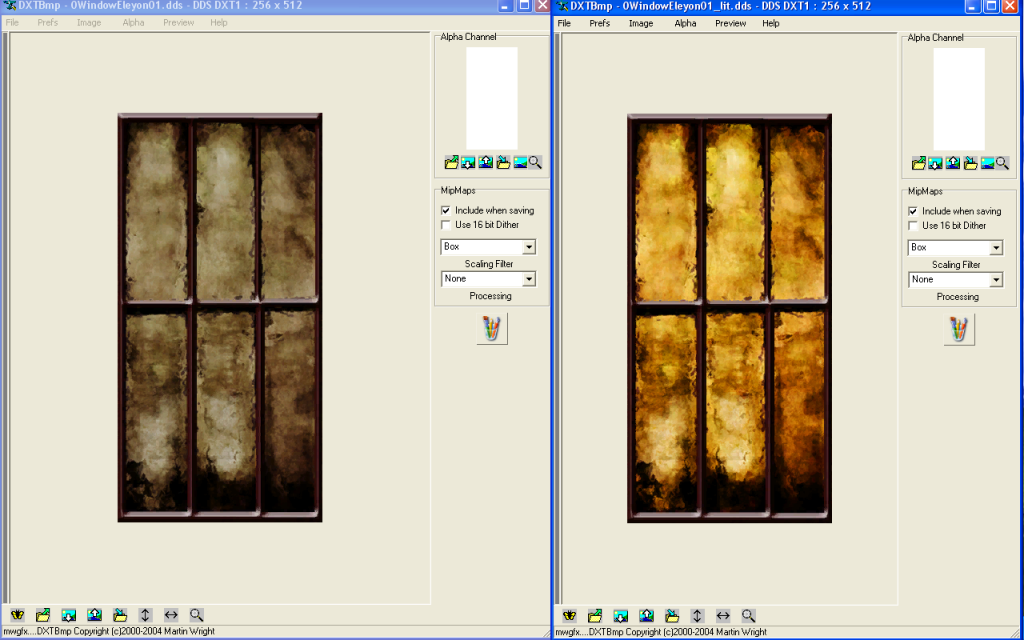 DXTBmp - 0WindowEleyon01.dds - DDS DXT1 : 256 x 512
File Prefs Image Alpha Preview Help
Alpha Channel
MipMaps
Include when saving
Use 16 bit Dither
Box
Scaling Filter
None
Processing
mwgfx....DXTBmp Copyright (c)2000-2004 Martin Wright
DXTBmp - 0WindowEleyon01_lit.dds - DDS DXT1 : 256 x 512
File Prefs Image Alpha Preview Help
Alpha Channel
MipMaps
Include when saving
Use 16 bit Dither
Box
Scaling Filter
None
Processing
mwgfx....DXTBmp Copyright (c)2000-2004 Martin Wright